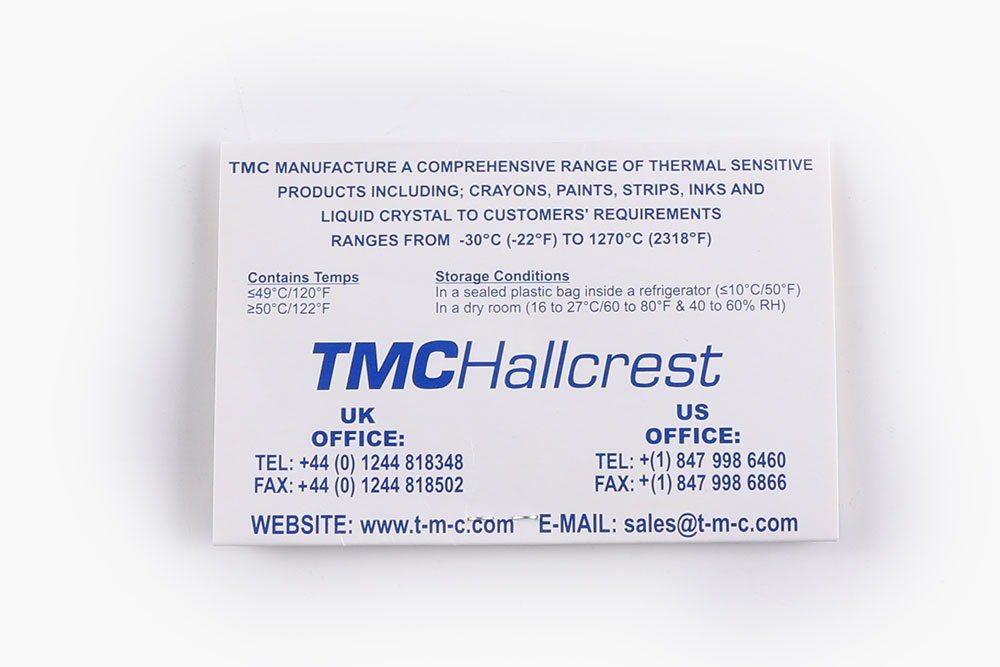 TMC MANUFACTURE A COMPREHENSIVE RANGE OF THERMAL SENSITIVE
PRODUCTS INCLUDING; CRAYONS, PAINTS, STRIPS, INKS AND
LIQUID CRYSTAL TO CUSTOMERS' REQUIREMENTS
RANGES FROM -30°C (-22°F) TO 1270°C (2318°F)
Contains Temps
≤49°C/120°F
≥50°C/122°F
Storage Conditions
In a sealed plastic bag inside a refrigerator (≤10°C/50°F)
In a dry room (16 to 27°C/60 to 80°F & 40 to 60% RH)
TMCHallcrest
UK
OFFICE:
TEL: +44 (0) 1244 818348
FAX: +44 (0) 1244 818502
US
OFFICE:
TEL: +(1) 847 998 6460
FAX: +(1) 847 998 6866
WEBSITE: www.t-m-c.com E-MAIL: sales@t-m-c.com